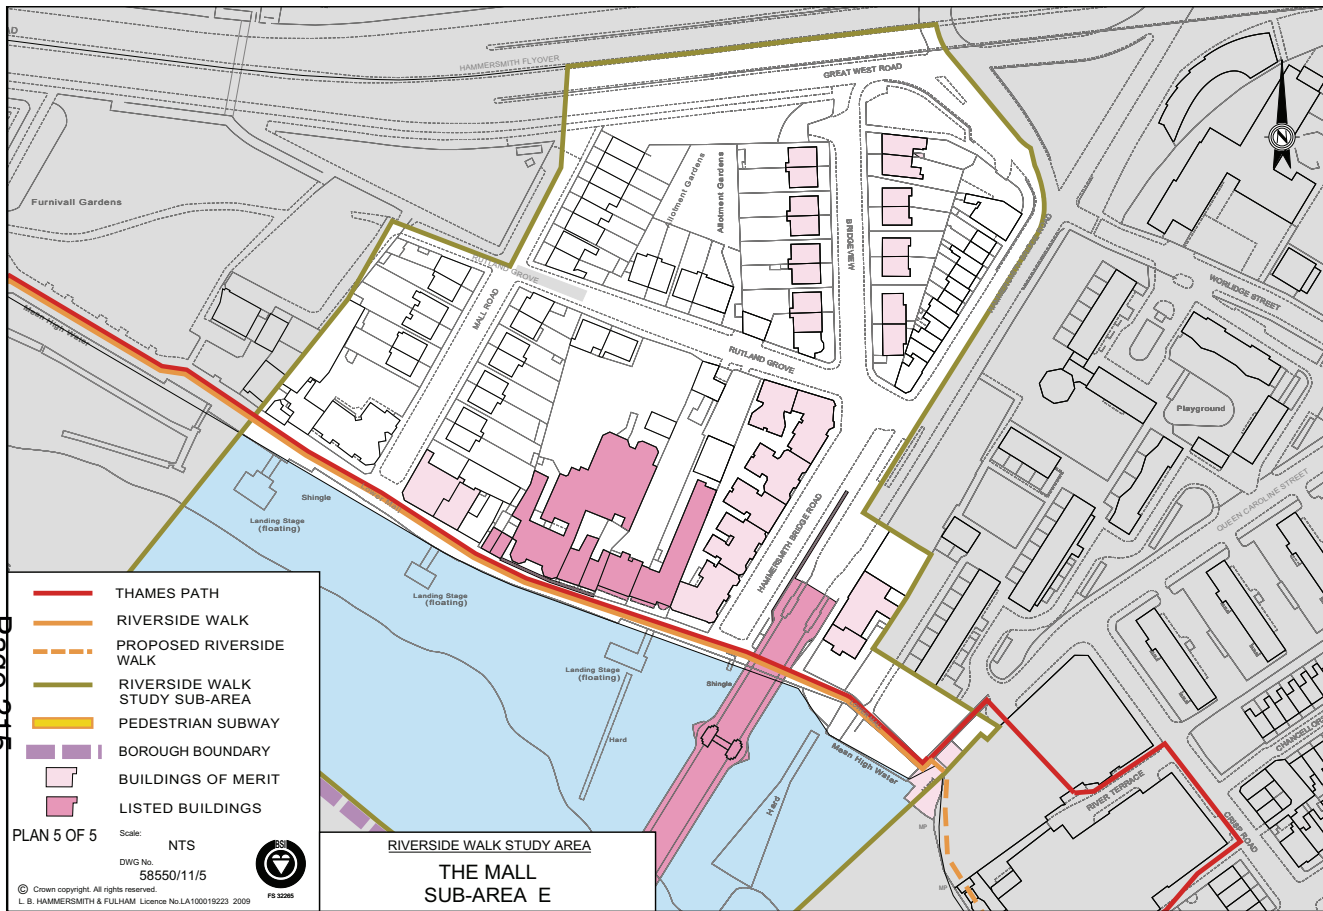 HAMMERSMITH FLYOVER
GREAT WEST ROAD
Furnivall Gardens
Allotment Gardens
Allotment Gardens
BRIDGEVIEW
RUTLAND GROVE
MALL ROAD
RUTLAND GROVE
WORLIDGE STREET
Playground
QUEEN CAROLINE STREET
HAMMERSMITH BRIDGE ROAD
Mean High Water
Shingle
Landing Stage
(floating)
Landing Stage
(floating)
Landing Stage
(floating)
Shingle
Hard
Hard
Mean High Water
MP
MP
RIVER TERRACE
CRISP ROAD
N
THAMES PATH
RIVERSIDE WALK
PROPOSED RIVERSIDE
WALK
RIVERSIDE WALK
STUDY SUB-AREA
PEDESTRIAN SUBWAY
BOROUGH BOUNDARY
BUILDINGS OF MERIT
LISTED BUILDINGS
PLAN 5 OF 5
Scale:
NTS
DWG No.
58550/11/5
BSI
FS 32265
© Crown copyright. All rights reserved.
L. B. HAMMERSMITH & FULHAM Licence No.LA100019223 2009
RIVERSIDE WALK STUDY AREA
THE MALL
SUB-AREA E
Page 215